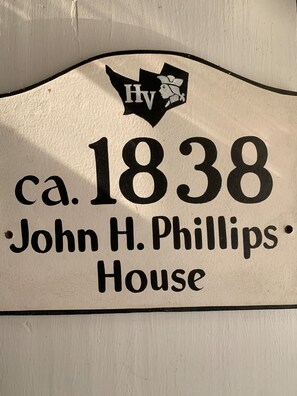 HV
ca. 1838
John H. Phillips
House